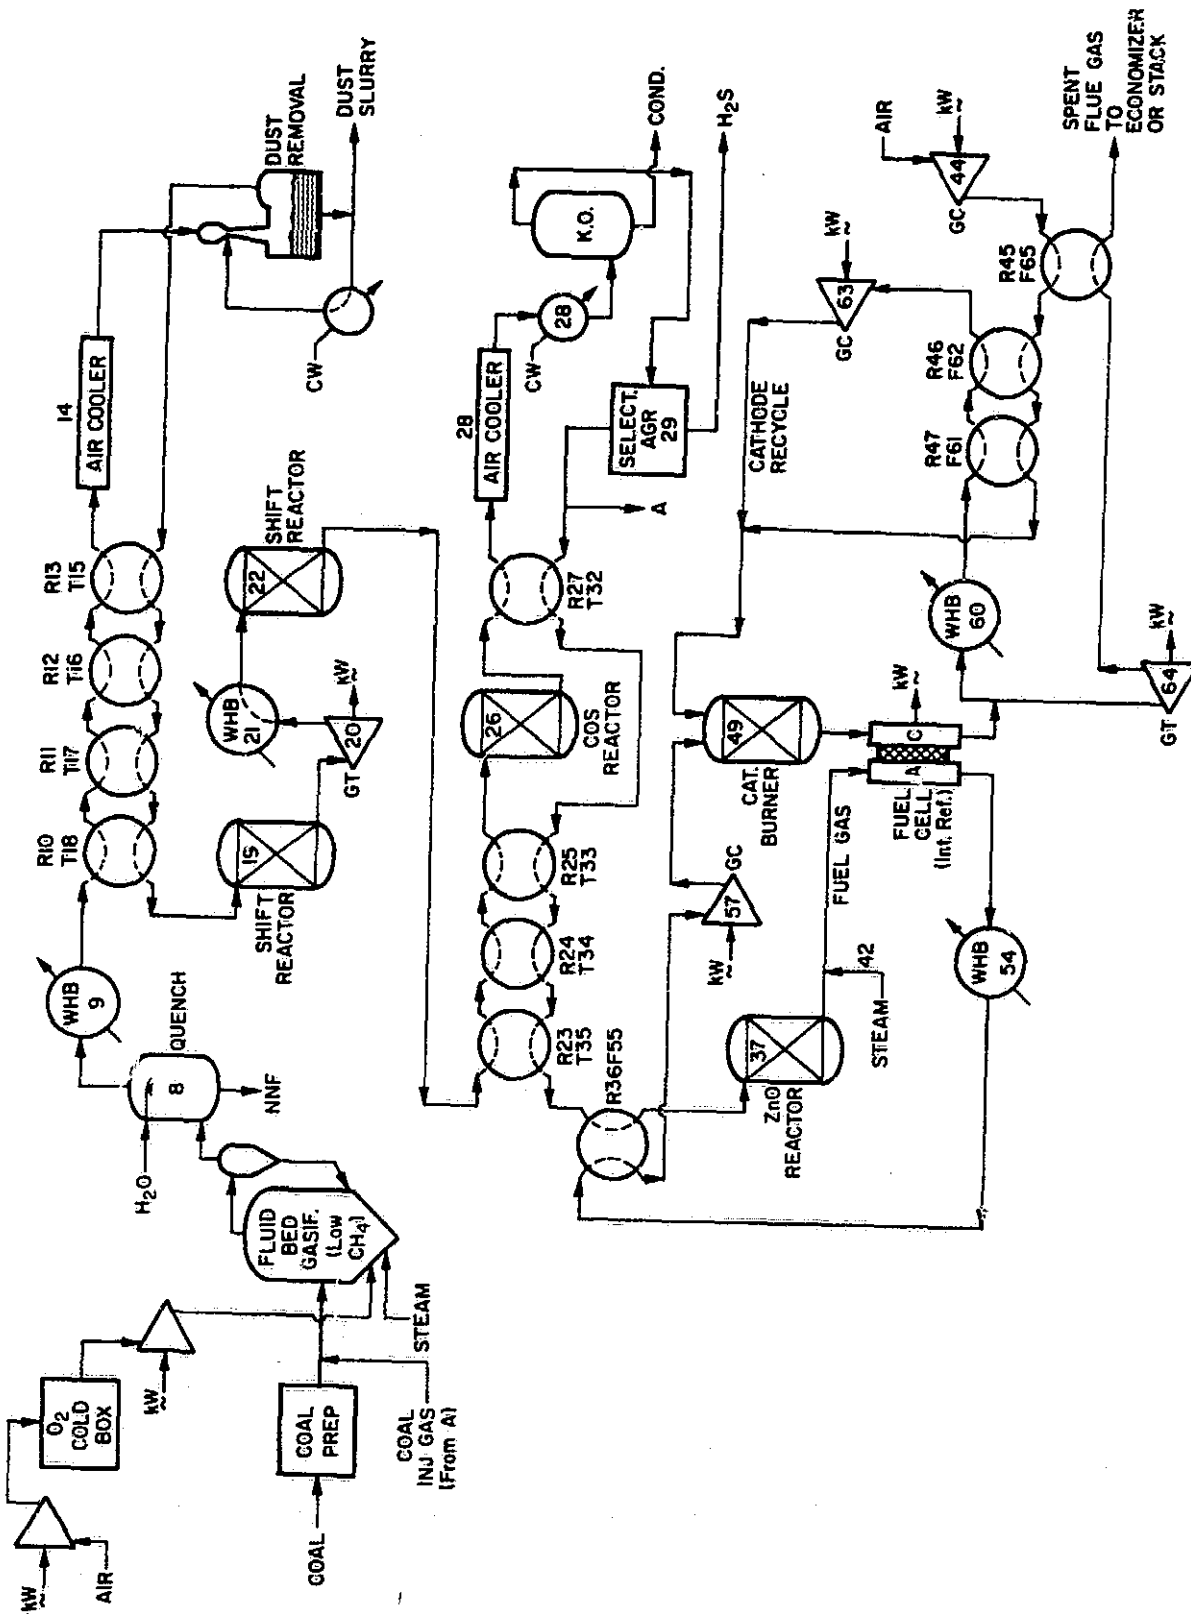 kW
~
AIR
O2
COLD
BOX
kW
~
COAL
COAL
PREP
COAL
INJ GAS
(From A)
STEAM
FLUID
BED
GASIF.
(Low
CH4)
H2O
8
QUENCH
NNF
WHB
9
R10
T18
R11
T17
R12
T16
R13
T15
14
AIR COOLER
DUST
REMOVAL
DUST
SLURRY
CW
SHIFT
REACTOR
19
GT
20
kW
~
WHB
21
22
SHIFT
REACTOR
R23
T35
R24
T34
R25
T33
26
COS
REACTOR
R27
T32
28
AIR COOLER
CW
28
K.O.
COND.
SELECT.
AGR
29
H2S
A
R36F55
ZnO
REACTOR
37
STEAM
42
FUEL GAS
kW
~
57
GC
CAT.
BURNER
49
CATHODE
RECYCLE
FUEL
CELL
(Int. Ref.)
A
C
kW
~
WHB
54
WHB
60
R47
F61
R46
F62
GC
63
kW
~
R45
F65
GC
44
kW
~
AIR
GT
64
kW
~
SPENT
FLUE GAS
TO
ECONOMIZER
OR STACK